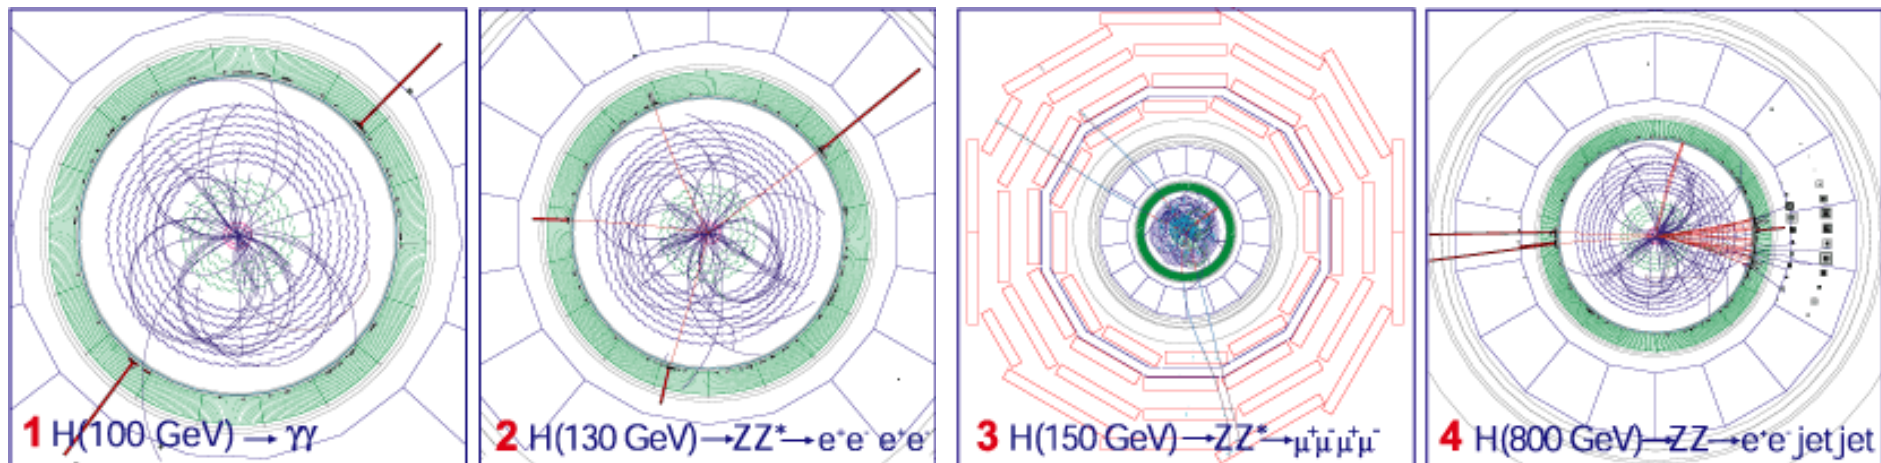 1 H(100 GeV) → γγ
2 H(130 GeV)→ZZ*→e⁺e⁻ e⁺e⁻
3 H(150 GeV)→ZZ*→μ⁺μ⁻μ⁺μ⁻
4 H(800 GeV)→ZZ→e⁺e⁻ jet jet